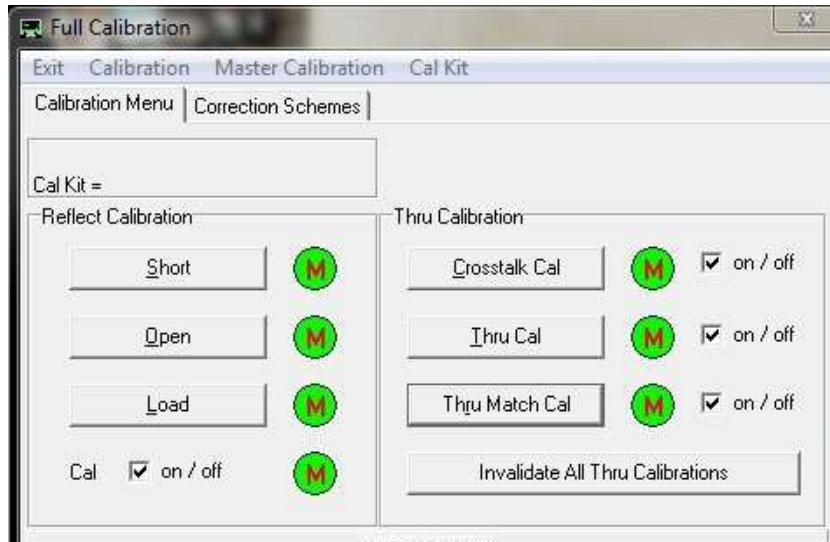 Full Calibration
Exit Calibration Master Calibration Cal Kit
Calibration Menu Correction Schemes
Cal Kit =
Reflect Calibration
Short M
Open M
Load M
Cal on / off M
Thru Calibration
Crosstalk Cal M on / off
Thru Cal M on / off
Thru Match Cal M on / off
Invalidate All Thru Calibrations